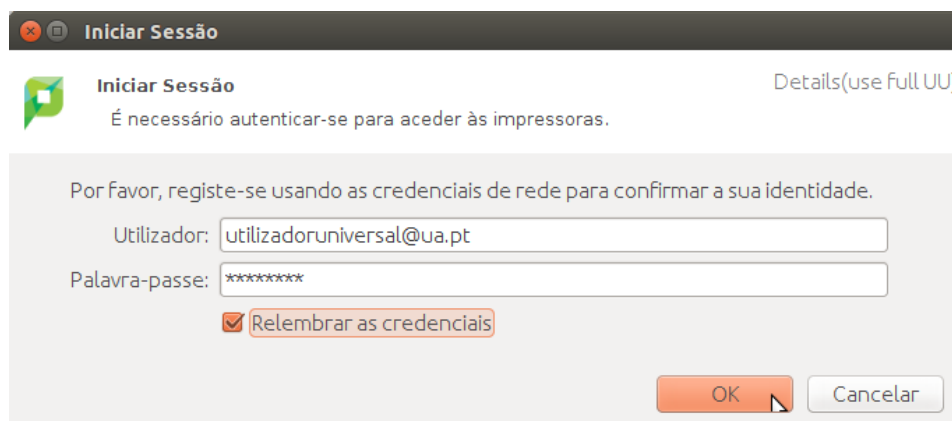 Iniciar Sessão
Iniciar Sessão
Details(use full UU)
É necessário autenticar-se para aceder às impressoras.
Por favor, registe-se usando as credenciais de rede para confirmar a sua identidade.
Utilizador: utilizadoruniversal@ua.pt
Palavra-passe: ********
Relembrar as credenciais
OK Cancelar